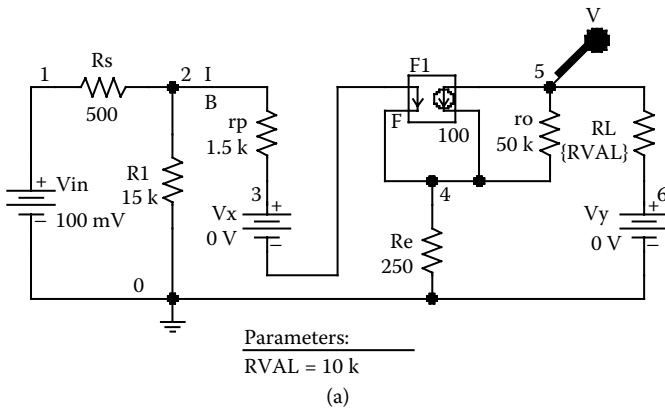 V
Rs
F1
5
1
2
I
B
500
F
100
rp
1.5 k
ro
50 k
RL
{RVAL}
R1
15 k
+
Vin
100 mV
–
3
Vx
0 V
+
–
4
Re
250
6
Vy
0 V
+
–
0
Parameters:
RVAL = 10 k
(a)